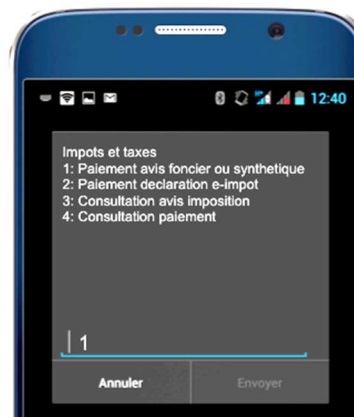 12:40
Impots et taxes
1: Paiement avis foncier ou synthetique
2: Paiement declaration e-impot
3: Consultation avis imposition
4: Consultation paiement
1
Annuler Envoyer